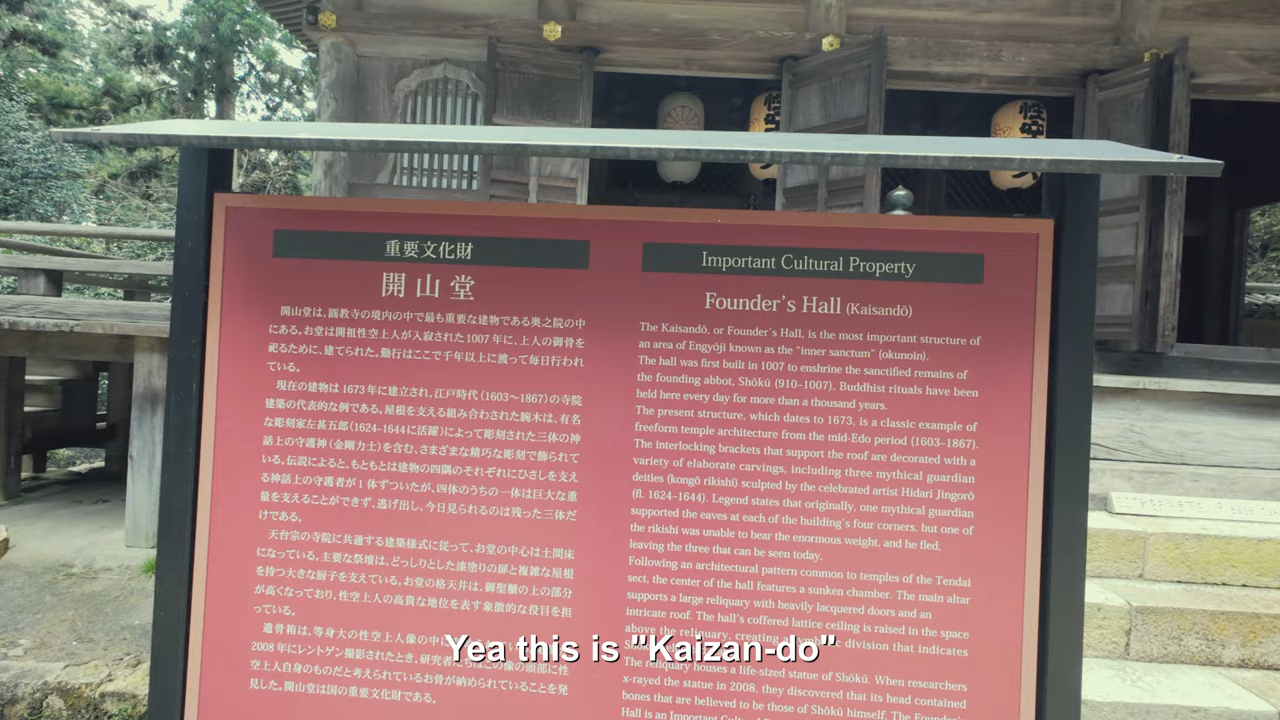 性空
性空
重要文化財
開山堂
開山堂は、圓教寺の境内の中で最も重要な建物である奥之院の中
にある。お堂は開祖性空上人が入寂された1007年に、上人の御骨を
祀るために、建てられた。勤行はここで千年以上に渡って毎日行われ
ている。
現在の建物は1673年に建立され、江戸時代(1603〜1867)の寺院
建築の代表的な例である。屋根を支える組み合わされた腕木は、有名
な彫刻家左甚五郎(1624-1644に活躍)によって彫刻された三体の神
話上の守護神(金剛力士)を含む、さまざまな精巧な彫刻で飾られて
いる。伝説によると、もともとは建物の四隅のそれぞれにひさしを支え
る神話上の守護者が1体ずついたが、四体のうちの一体は巨大な重
量を支えることができず、逃げ出し、今日見られるのは残った三体だ
けである。
天台宗の寺院に共通する建築様式に従って、お堂の中心は土間床
になっている。主要な祭壇は、どっしりとした漆塗りの扉と複雑な屋根
を持つ大きな厨子を支えている。お堂の格天井は、御聖櫃の上の部分
が高くなっており、性空上人の高貴な地位を表す象徴的な役目を担
っている。
遺骨箱は、等身大の性空上人像の中に
2008年にレントゲン撮影されたとき、研究者たちはこの像の頭部に性
空上人自身のものだと考えられているお骨が納められていることを発
見した。開山堂は国の重要文化財である。
Important Cultural Property
Founder's Hall (Kaisandō)
The Kaisandō, or Founder's Hall, is the most important structure of
an area of Engyōji known as the "inner sanctum" (okunoin).
The hall was first built in 1007 to enshrine the sanctified remains of
the founding abbot, Shōkū (910–1007). Buddhist rituals have been
held here every day for more than a thousand years.
The present structure, which dates to 1673, is a classic example of
freeform temple architecture from the mid-Edo period (1603–1867).
The interlocking brackets that support the roof are decorated with a
variety of elaborate carvings, including three mythical guardian
deities (kongō rikishi) sculpted by the celebrated artist Hidari Jingorō
(fl. 1624–1644). Legend states that originally, one mythical guardian
supported the eaves at each of the building's four corners, but one of
the rikishi was unable to bear the enormous weight, and he fled,
leaving the three that can be seen today.
Following an architectural pattern common to temples of the Tendai
sect, the center of the hall features a sunken chamber. The main altar
supports a large reliquary with heavily lacquered doors and an
intricate roof. The hall's coffered lattice ceiling is raised in the space
above the reliquary, creating a division that indicates
The reliquary houses a life-sized statue of Shōkū. When researchers
x-rayed the statue in 2008, they discovered that its head contained
bones that are believed to be those of Shōkū himself. The Founder's
Hall is an Important
Yea this is "Kaizan-do"